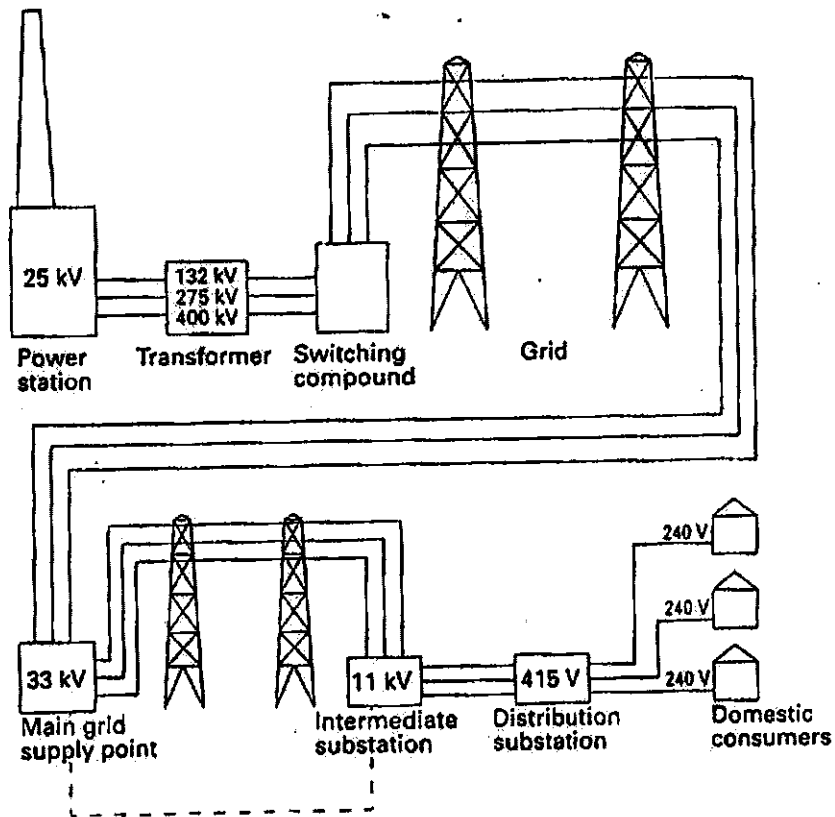 25 kV
132 kV
275 kV
400 kV
Power
station
Transformer
Switching
compound
Grid
240 V
240 V
240 V
33 kV
11 kV
415 V
Main grid
supply point
Intermediate
substation
Distribution
substation
Domestic
consumers